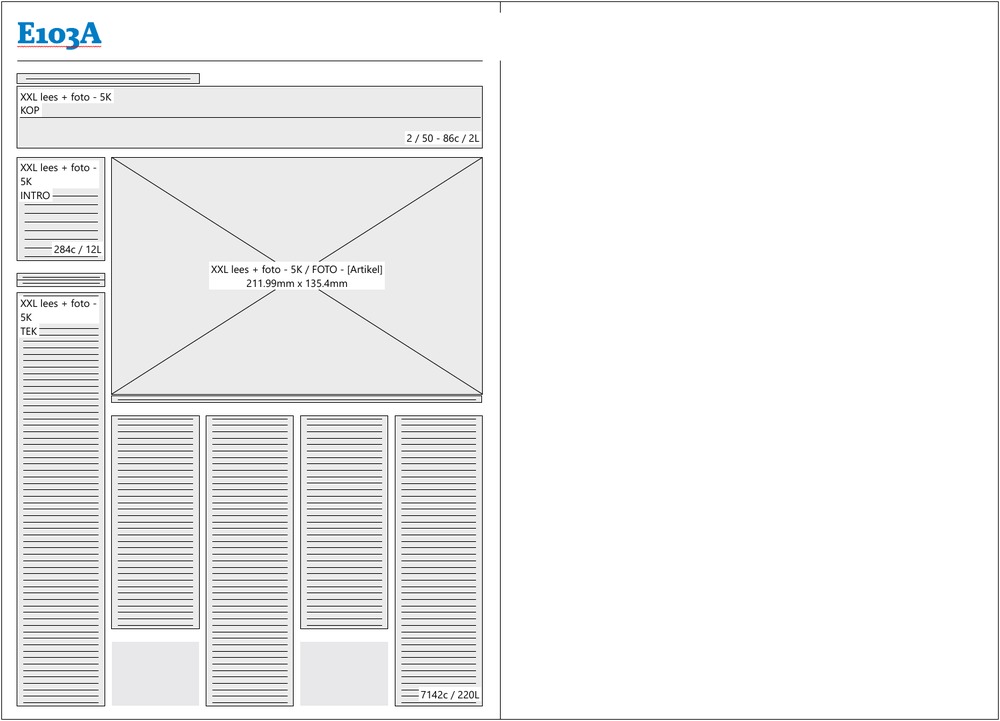 E103A
XXL lees + foto - 5K
KOP
2 / 50 - 86c / 2L
XXL lees + foto -
5K
INTRO
284c / 12L
XXL lees + foto - 5K / FOTO - [Artikel]
211.99mm x 135.4mm
XXL lees + foto -
5K
TEK
7142c / 220L